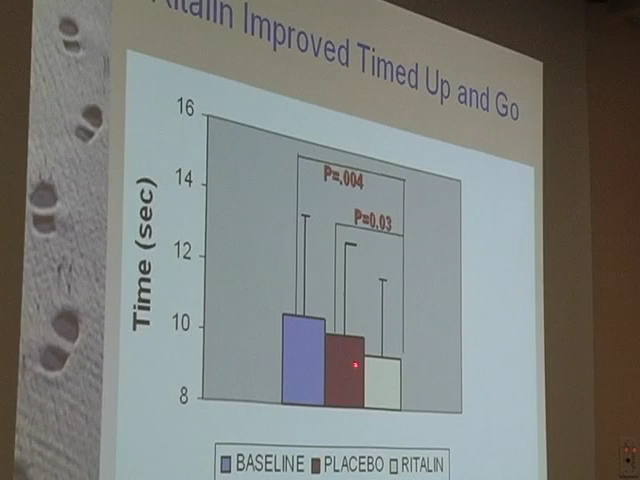 Ritalin Improved Timed Up and Go
16
14
12
10
8
Time (sec)
P=.004
P=0.03
BASELINE PLACEBO RITALIN